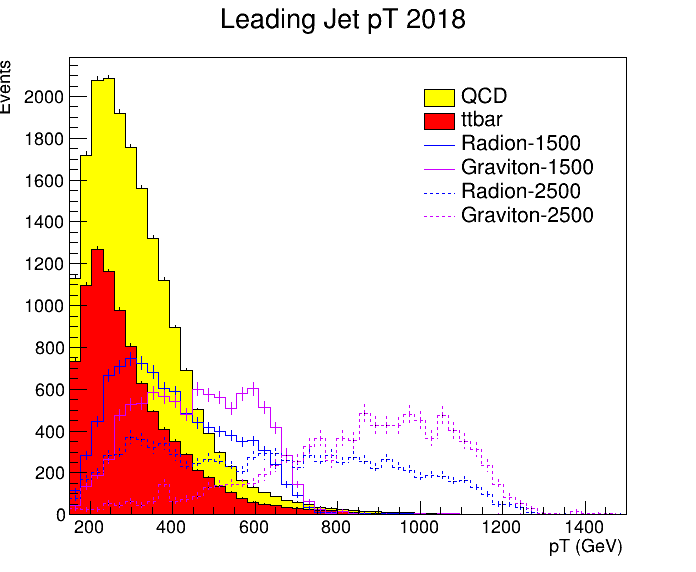 Leading Jet pT 2018
Events
2000
1800
1600
1400
1200
1000
800
600
400
200
0
QCD
ttbar
Radion-1500
Graviton-1500
Radion-2500
Graviton-2500
200 400 600 800 1000 1200 1400
pT (GeV)